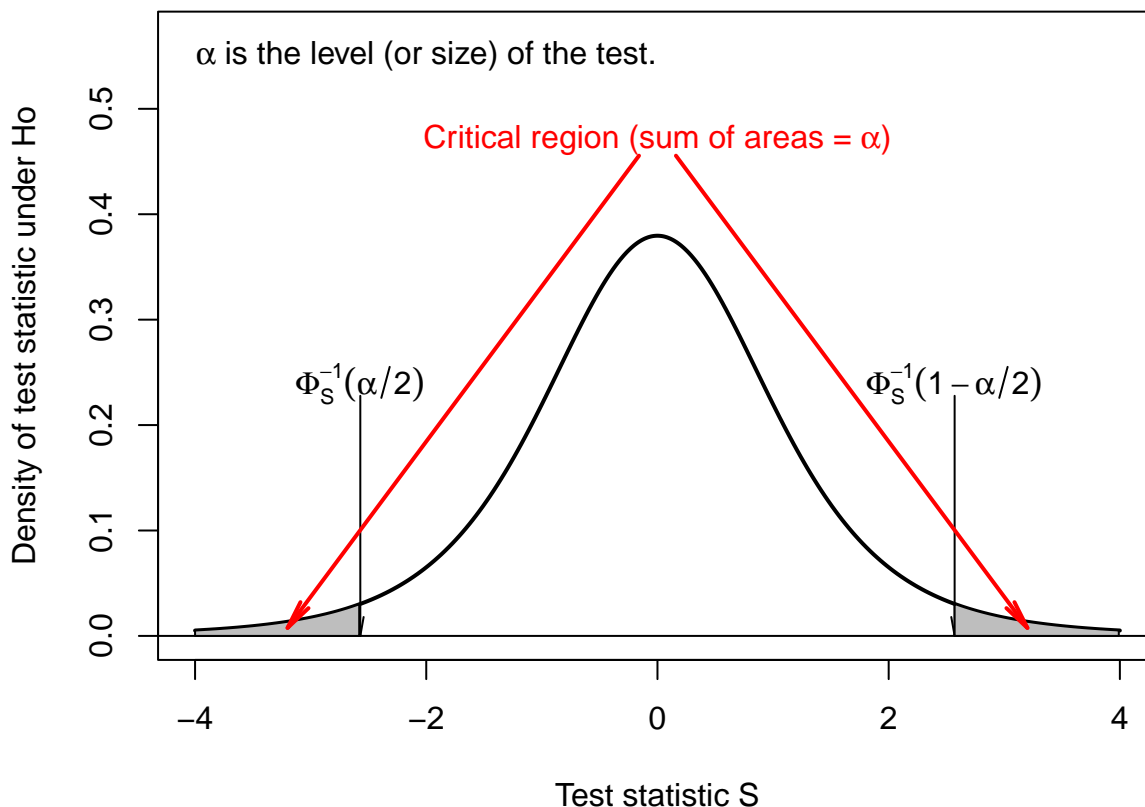 α is the level (or size) of the test.
Critical region (sum of areas = α)
Φ_S^−1(α/2)
Φ_S^−1(1 − α/2)
Density of test statistic under Ho
0.5
0.4
0.3
0.2
0.1
0.0
−4 −2 0 2 4
Test statistic S